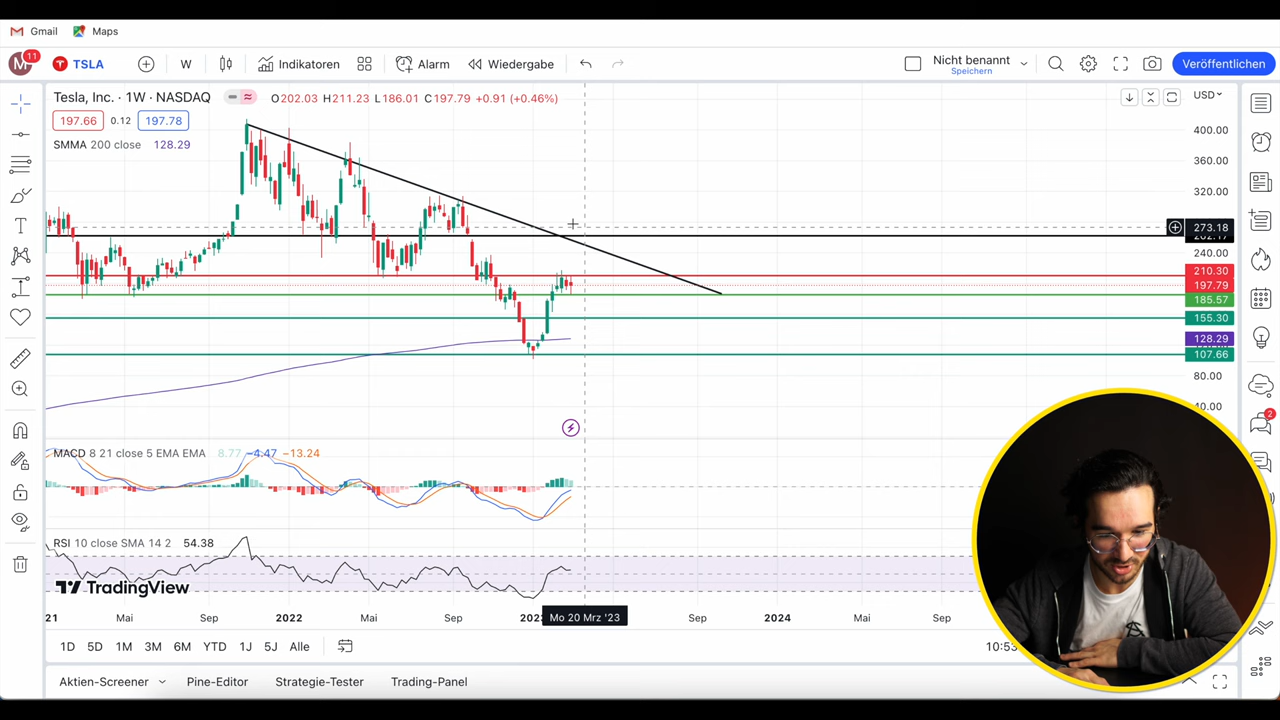 Gmail Maps
M 11 TSLA W Indikatoren Alarm Wiedergabe Nicht benannt Speichern Veröffentlichen
Tesla, Inc. · 1W · NASDAQ O202.03 H211.23 L186.01 C197.79 +0.91 (+0.46%) USD
197.66 0.12 197.78
SMMA 200 close 128.29
400.00
360.00
320.00
273.18
240.00
210.30
197.79
185.57
155.30
128.29
107.66
80.00
MACD 8 21 close 5 EMA EMA 8.77 −4.47 −13.24
RSI 10 close SMA 14 2 54.38
TradingView
21 Mai Sep 2022 Mai Sep Mo 20 Mrz '23 Sep 2024 Mai Sep
1D 5D 1M 3M 6M YTD 1J 5J Alle 10:53
Aktien-Screener Pine-Editor Strategie-Tester Trading-Panel
2